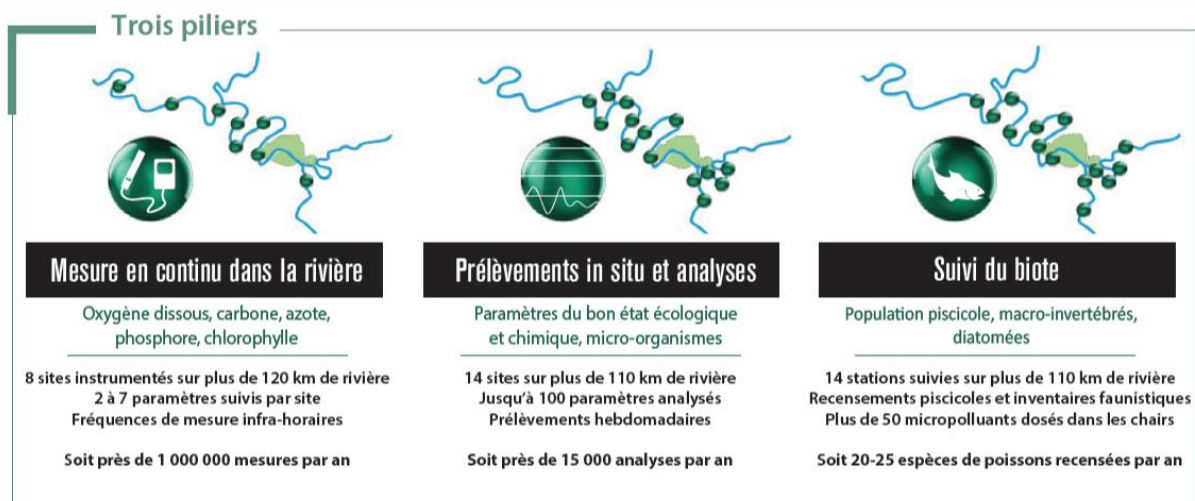 Trois piliers
Mesure en continu dans la rivière
Oxygène dissous, carbone, azote,
phosphore, chlorophylle
8 sites instrumentés sur plus de 120 km de rivière
2 à 7 paramètres suivis par site
Fréquences de mesure infra-horaires
Soit près de 1 000 000 mesures par an
Prélèvements in situ et analyses
Paramètres du bon état écologique
et chimique, micro-organismes
14 sites sur plus de 110 km de rivière
Jusqu'à 100 paramètres analysés
Prélèvements hebdomadaires
Soit près de 15 000 analyses par an
Suivi du biote
Population piscicole, macro-invertébrés,
diatomées
14 stations suivies sur plus de 110 km de rivière
Recensements piscicoles et inventaires faunistiques
Plus de 50 micropolluants dosés dans les chairs
Soit 20-25 espèces de poissons recensées par an